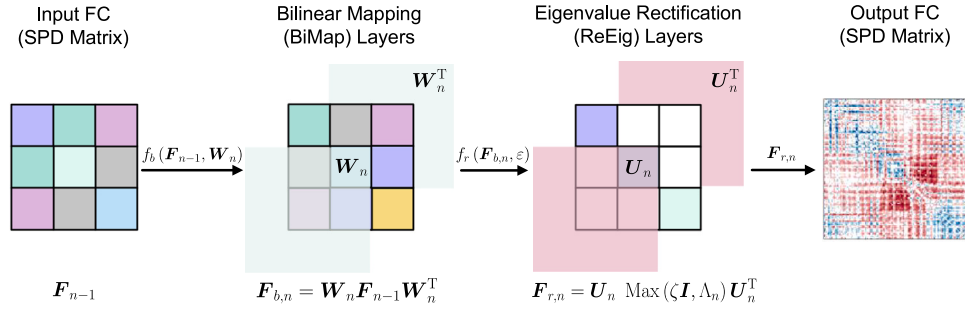 Input FC
(SPD Matrix)
Bilinear Mapping
(BiMap) Layers
Eigenvalue Rectification
(ReEig) Layers
Output FC
(SPD Matrix)
W_n^T
U_n^T
f_b (F_{n-1}, W_n)
W_n
f_r (F_{b,n}, ε)
U_n
F_{r,n}
F_{n-1}
F_{b,n} = W_n F_{n-1} W_n^T
F_{r,n} = U_n Max (ζI, Λ_n) U_n^T